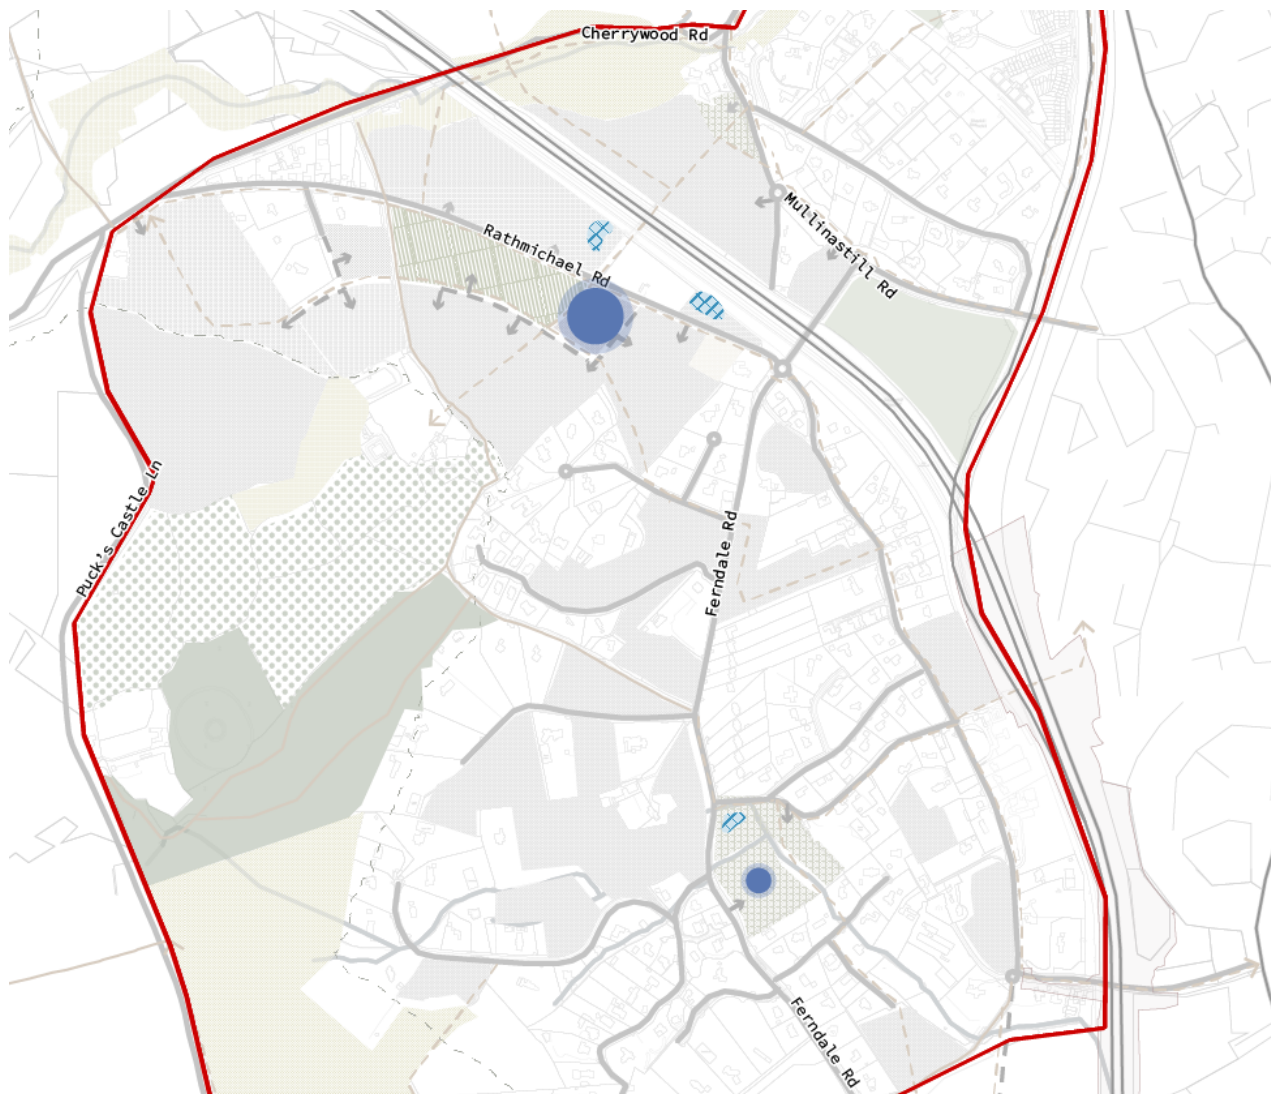 Cherrywood Rd
Mullinastill Rd
Rathmichael Rd
Puck's Castle Ln
Ferndale Rd
Ferndale Rd